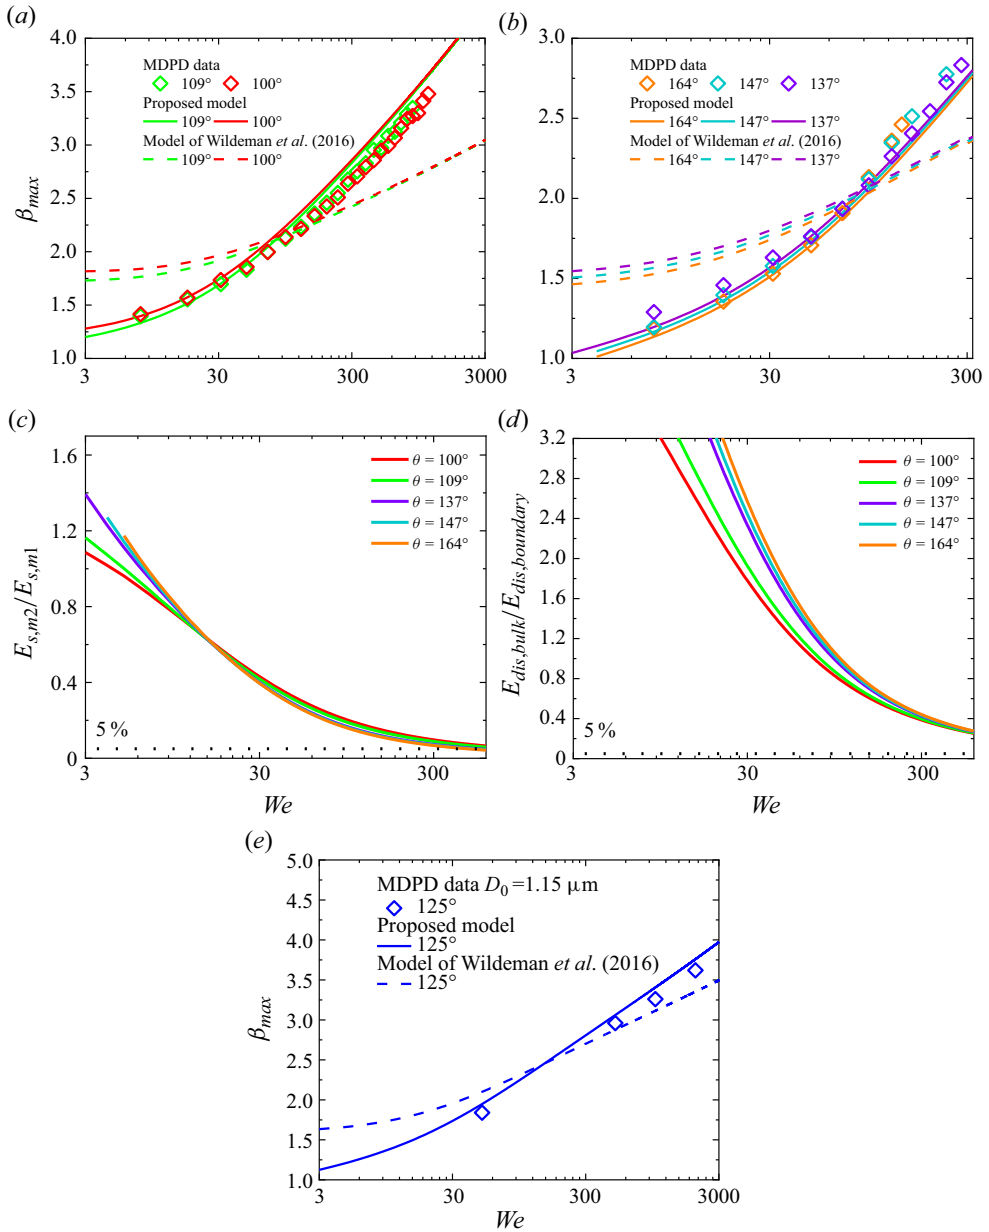 (a)
4.0
3.5
3.0
2.5
2.0
1.5
1.0
β_max
MDPD data
109° 100°
Proposed model
109° 100°
Model of Wildeman et al. (2016)
109° 100°
3 30 300 3000
(b)
3.0
2.5
2.0
1.5
1.0
MDPD data
164° 147° 137°
Proposed model
164° 147° 137°
Model of Wildeman et al. (2016)
164° 147° 137°
3 30 300
(c)
1.6
1.2
0.8
0.4
0
E_s,m2/E_s,m1
θ = 100°
θ = 109°
θ = 137°
θ = 147°
θ = 164°
5 %
3 30 300
We
(d)
3.2
2.8
2.4
2.0
1.6
1.2
0.8
0.4
0
E_dis,bulk/E_dis,boundary
θ = 100°
θ = 109°
θ = 137°
θ = 147°
θ = 164°
5 %
3 30 300
We
(e)
5.0
4.5
4.0
3.5
3.0
2.5
2.0
1.5
1.0
β_max
MDPD data D_0 =1.15 μm
125°
Proposed model
125°
Model of Wildeman et al. (2016)
125°
3 30 300 3000
We